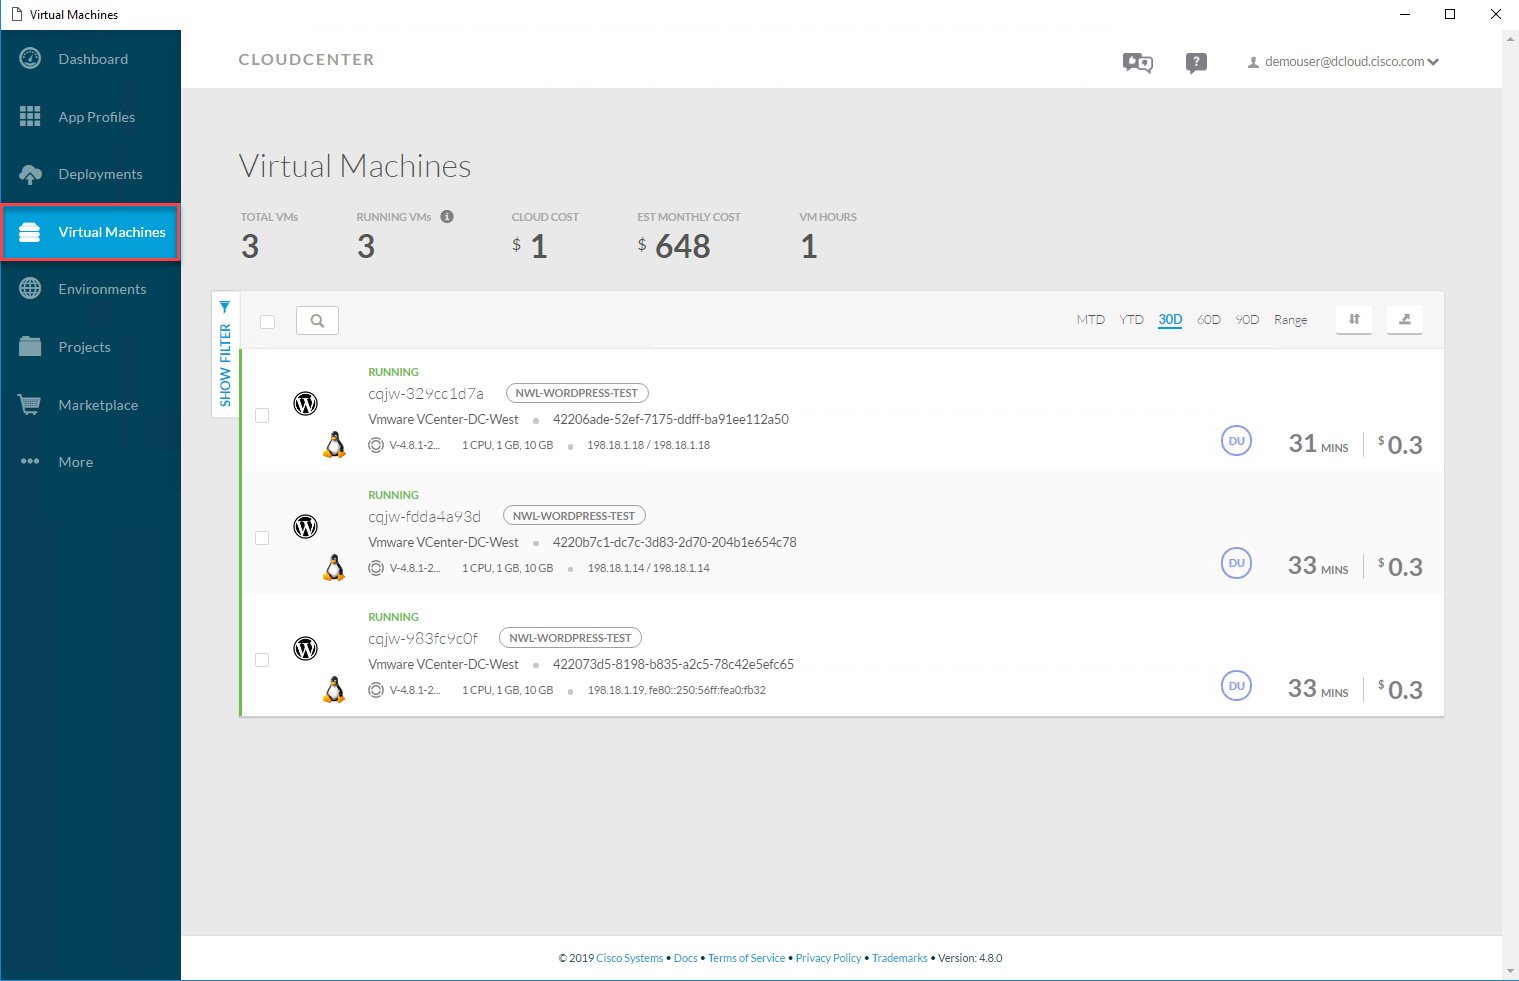 Virtual Machines
Dashboard
App Profiles
Deployments
Virtual Machines
Environments
Projects
Marketplace
More
CLOUDCENTER
?
demouser@dcloud.cisco.com
Virtual Machines
TOTAL VMs
3
RUNNING VMs i
3
CLOUD COST
$ 1
EST MONTHLY COST
$ 648
VM HOURS
1
SHOW FILTER
MTD YTD 30D 60D 90D Range
RUNNING
cqjw-329cc1d7a NWL-WORDPRESS-TEST
Vmware VCenter-DC-West • 42206ade-52ef-7175-ddff-ba91ee112a50
V-4.8.1-2... 1 CPU, 1 GB, 10 GB • 198.18.1.18 / 198.18.1.18
DU 31 MINS $0.3
RUNNING
cqjw-fdda4a93d NWL-WORDPRESS-TEST
Vmware VCenter-DC-West • 4220b7c1-dc7c-3d83-2d70-204b1e654c78
V-4.8.1-2... 1 CPU, 1 GB, 10 GB • 198.18.1.14 / 198.18.1.14
DU 33 MINS $0.3
RUNNING
cqjw-983fc9c0f NWL-WORDPRESS-TEST
Vmware VCenter-DC-West • 422073d5-8198-b835-a2c5-78c42e5efc65
V-4.8.1-2... 1 CPU, 1 GB, 10 GB • 198.18.1.19, fe80::250:56ff:fea0:fb32
DU 33 MINS $0.3
© 2019 Cisco Systems • Docs • Terms of Service • Privacy Policy • Trademarks • Version: 4.8.0